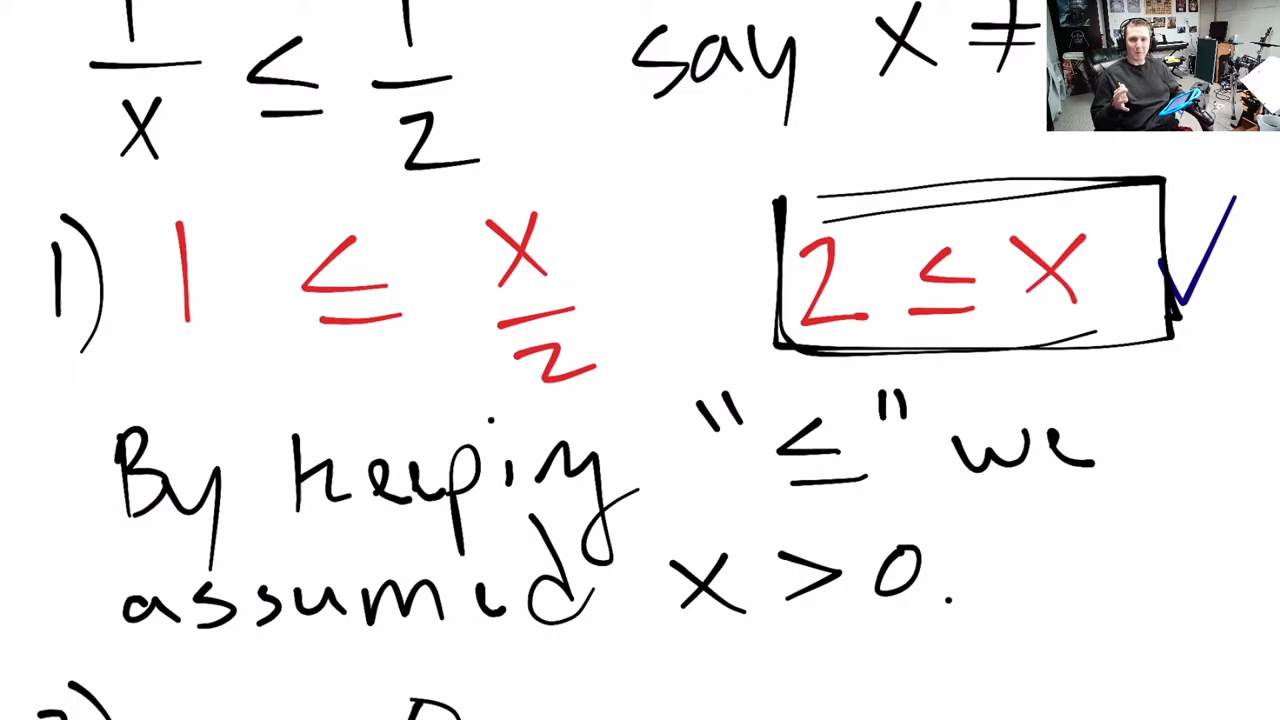 1/x ≤ 1/2 say x ≠
1) 1 ≤ x/2 2 ≤ x ✓
By keeping "≤" we
assumed x > 0.